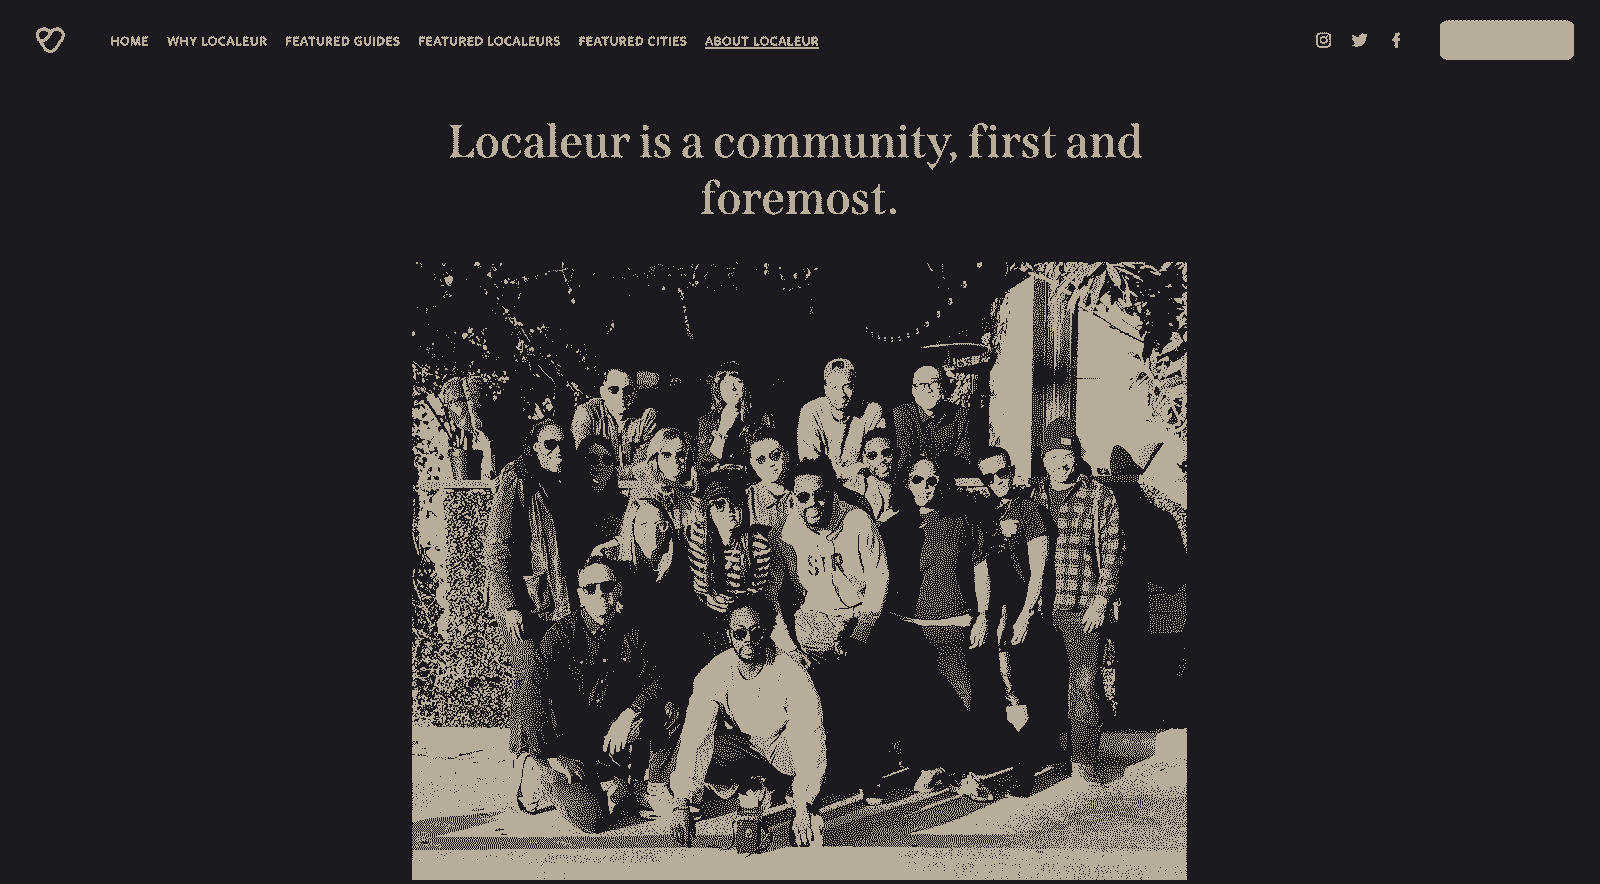 HOME WHY LOCALEUR FEATURED GUIDES FEATURED LOCALEURS FEATURED CITIES ABOUT LOCALEUR
Localeur is a community, first and
foremost.
STR